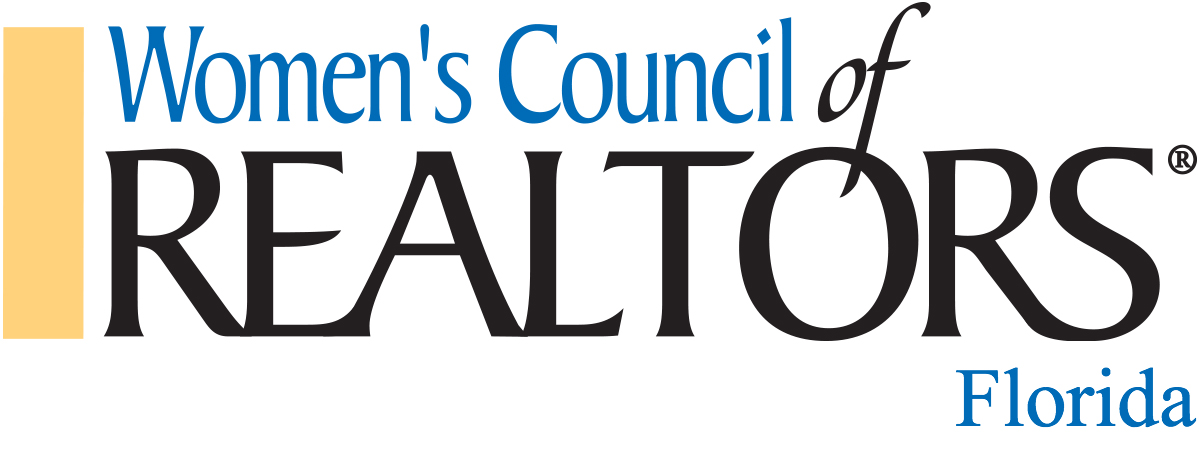 Women's Council of
REALTORS®
Florida